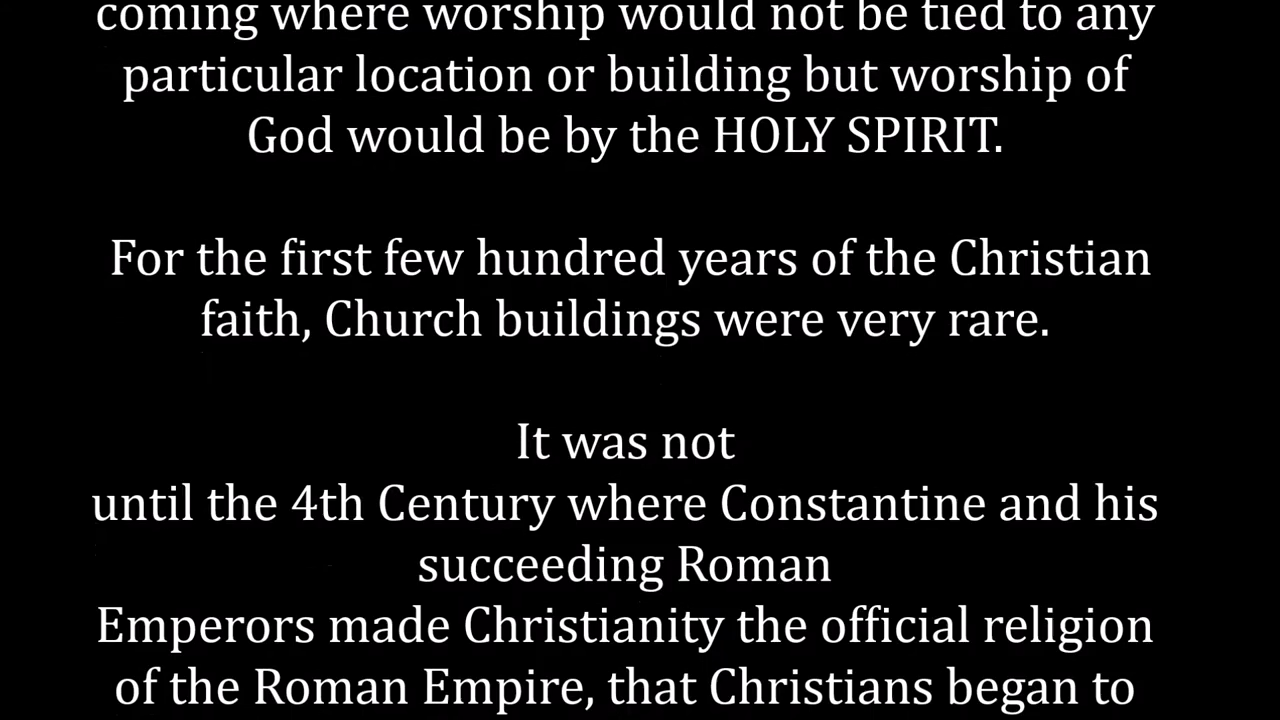 coming where worship would not be tied to any
particular location or building but worship of
God would be by the HOLY SPIRIT.
For the first few hundred years of the Christian
faith, Church buildings were very rare.
It was not
until the 4th Century where Constantine and his
succeeding Roman
Emperors made Christianity the official religion
of the Roman Empire, that Christians began to